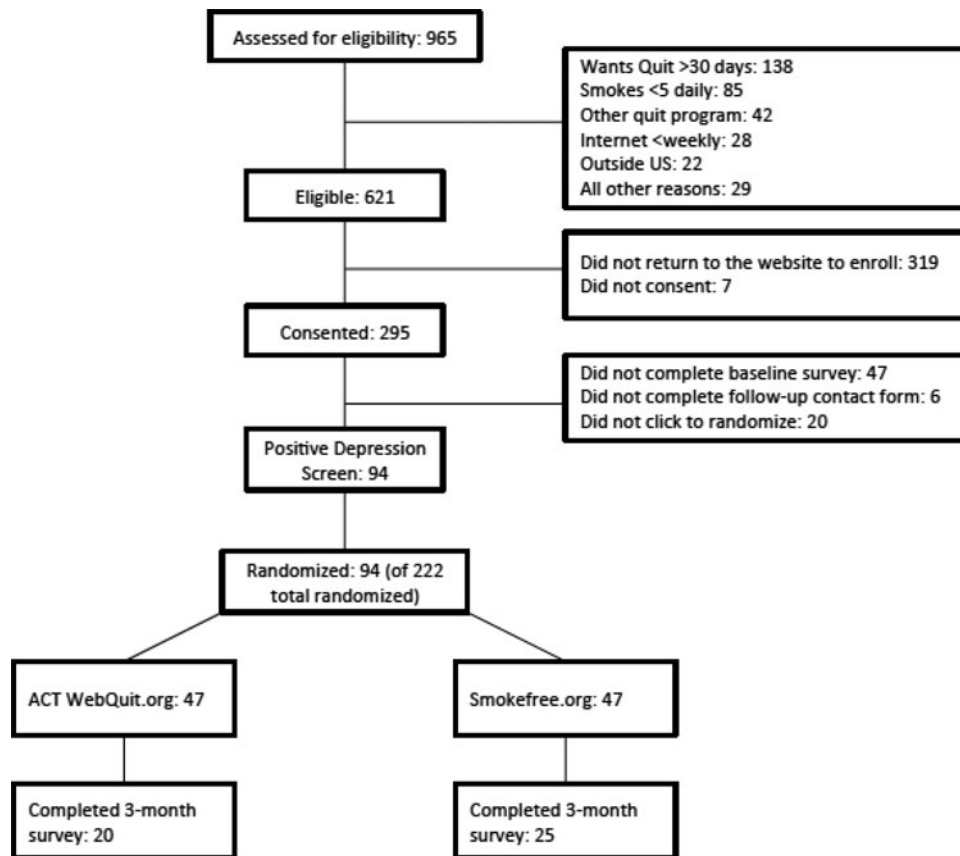 Assessed for eligibility: 965
Wants Quit >30 days: 138
Smokes <5 daily: 85
Other quit program: 42
Internet <weekly: 28
Outside US: 22
All other reasons: 29
Eligible: 621
Did not return to the website to enroll: 319
Did not consent: 7
Consented: 295
Did not complete baseline survey: 47
Did not complete follow-up contact form: 6
Did not click to randomize: 20
Positive Depression
Screen: 94
Randomized: 94 (of 222
total randomized)
ACT WebQuit.org: 47
Smokefree.org: 47
Completed 3-month
survey: 20
Completed 3-month
survey: 25